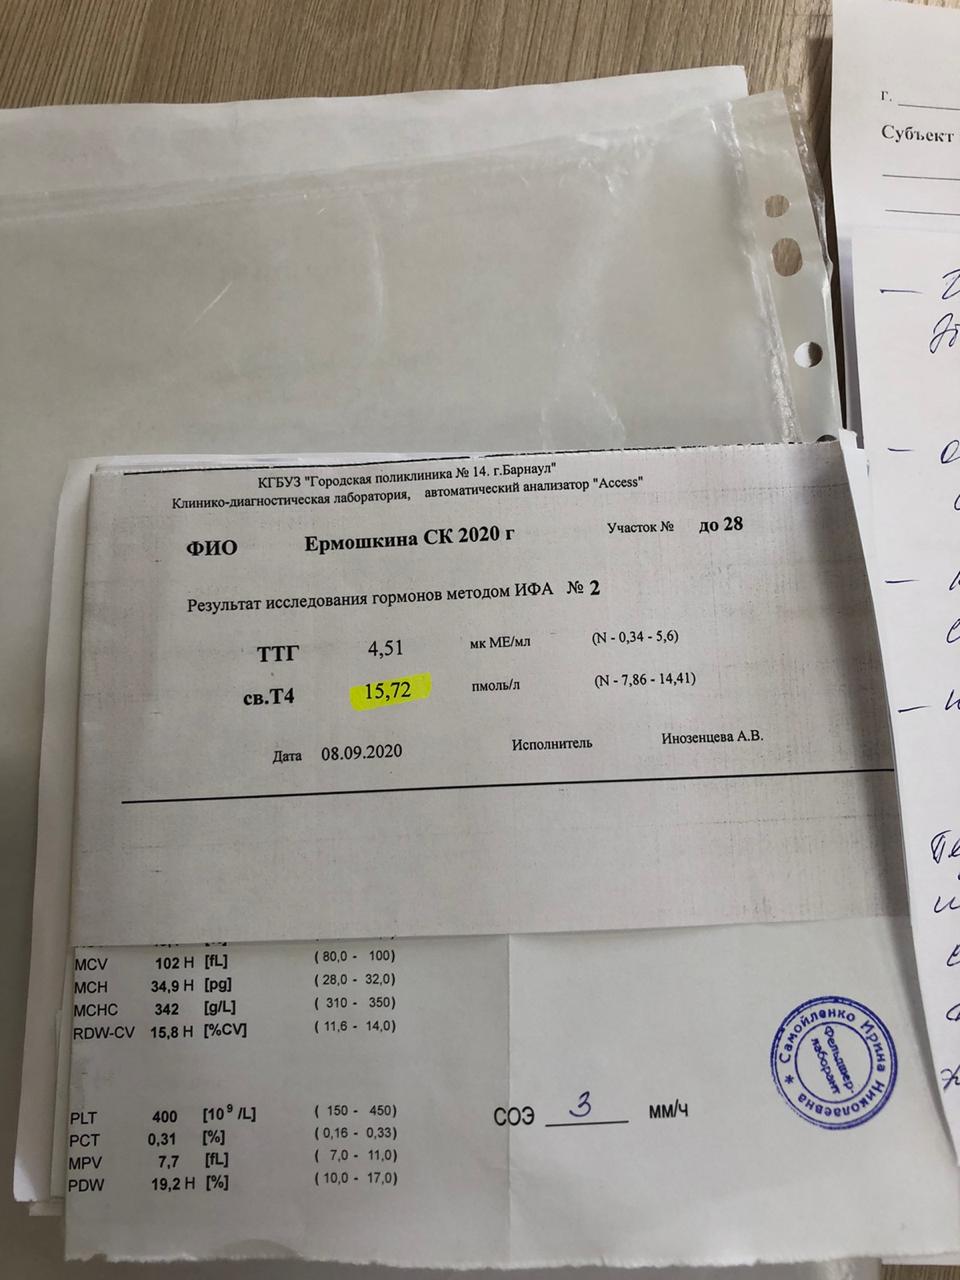 г.
Субъект
КГБУЗ "Городская поликлиника № 14. г.Барнаул"
Клинико-диагностическая лаборатория, автоматический анализатор "Access"
ФИО Ермошкина СК 2020 г Участок № до 28
Результат исследования гормонов методом ИФА № 2
ТТГ 4,51 мк МЕ/мл (N - 0,34 - 5,6)
св.Т4 15,72 пмоль/л (N - 7,86 - 14,41)
Дата 08.09.2020 Исполнитель Инозенцева А.В.
MCV 102 H [fL] ( 80,0 - 100)
MCH 34,9 H [pg] ( 28,0 - 32,0)
MCHC 342 [g/L] ( 310 - 350)
RDW-CV 15,8 H [%CV] ( 11,6 - 14,0)
PLT 400 [10⁹ /L] ( 150 - 450)
PCT 0,31 [%] ( 0,16 - 0,33)
MPV 7,7 [fL] ( 7,0 - 11,0)
PDW 19,2 H [%] ( 10,0 - 17,0)
СОЭ 3 мм/ч
* Самойленко Ирина Николаевна
Фельдшер-
лаборант